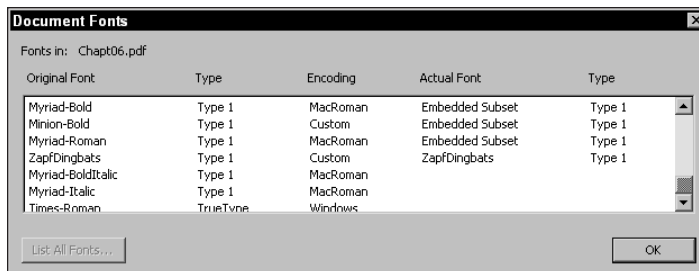 Document Fonts
Fonts in: Chapt06.pdf
Original Font Type Encoding Actual Font Type
Myriad-Bold Type 1 MacRoman Embedded Subset Type 1
Minion-Bold Type 1 Custom Embedded Subset Type 1
Myriad-Roman Type 1 MacRoman Embedded Subset Type 1
ZapfDingbats Type 1 Custom ZapfDingbats Type 1
Myriad-BoldItalic Type 1 MacRoman
Myriad-Italic Type 1 MacRoman
Times-Roman TrueType Windows
List All Fonts... OK